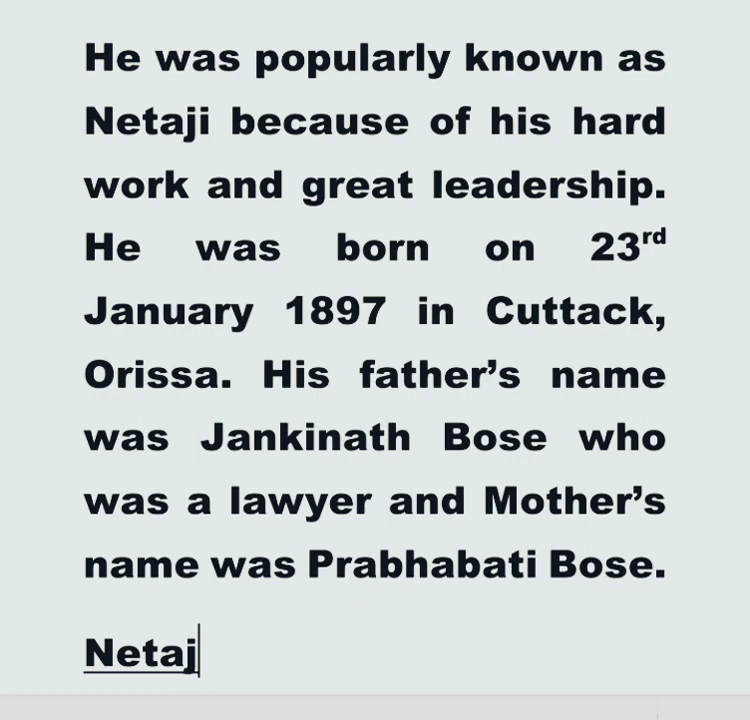 He was popularly known as
Netaji because of his hard
work and great leadership.
He was born on 23rd
January 1897 in Cuttack,
Orissa. His father’s name
was Jankinath Bose who
was a lawyer and Mother’s
name was Prabhabati Bose.
Netaj